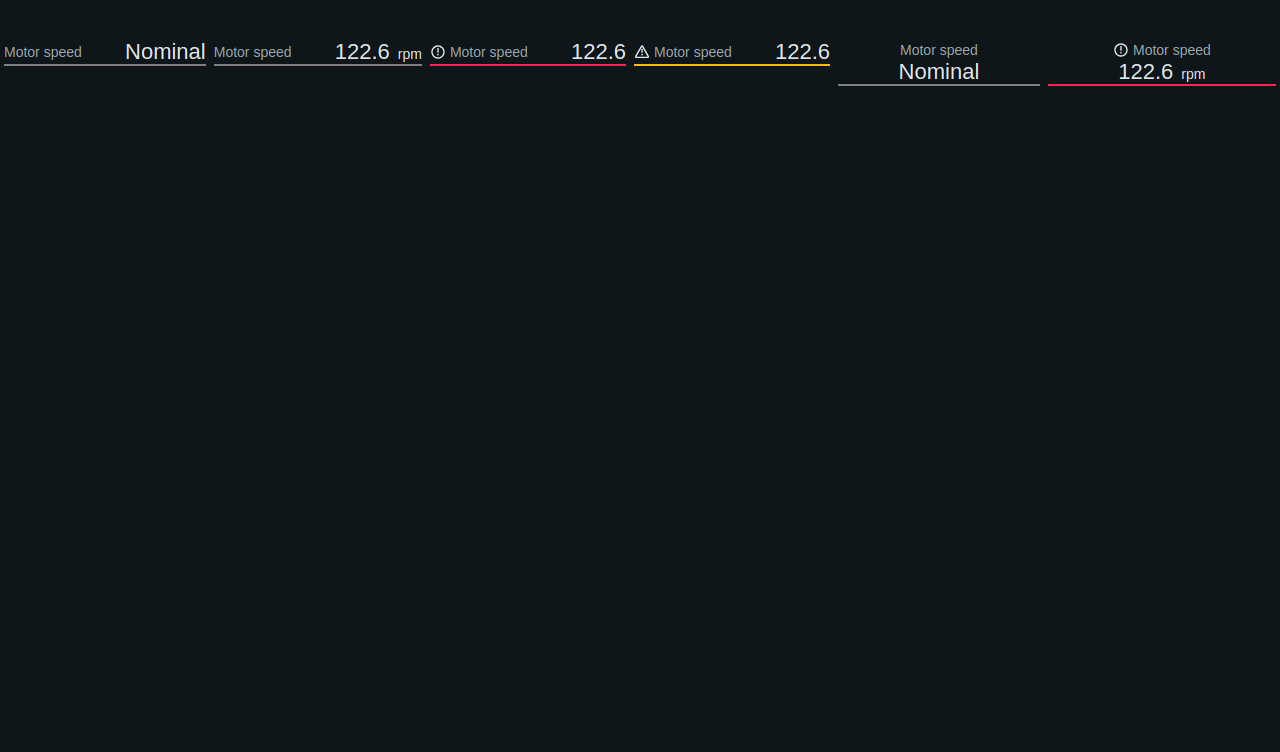 Motor speed Nominal
Motor speed 122.6 rpm
Motor speed 122.6
Motor speed 122.6
Motor speed
Nominal
Motor speed
122.6 rpm